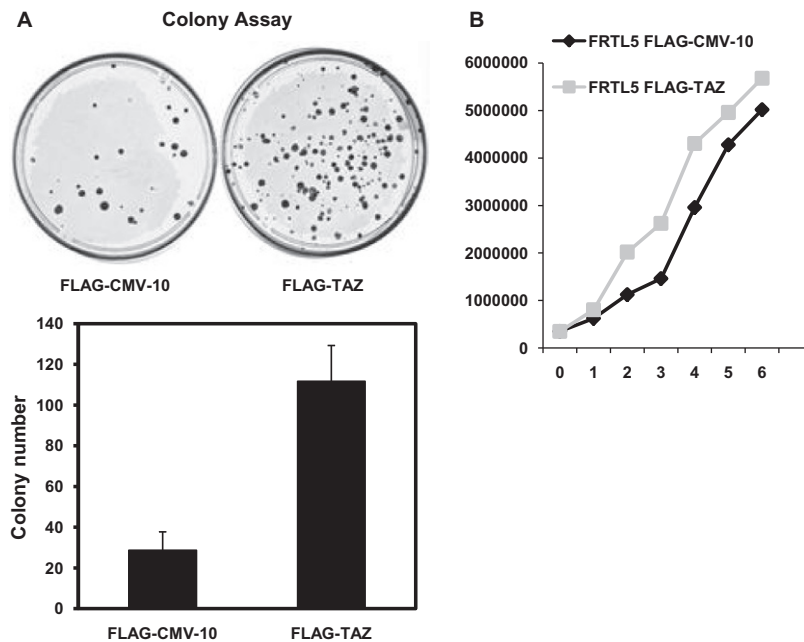 A
Colony Assay
FLAG-CMV-10
FLAG-TAZ
Colony number
140
120
100
80
60
40
20
0
FLAG-CMV-10
FLAG-TAZ
B
FRTL5 FLAG-CMV-10
FRTL5 FLAG-TAZ
6000000
5000000
4000000
3000000
2000000
1000000
0
0 1 2 3 4 5 6